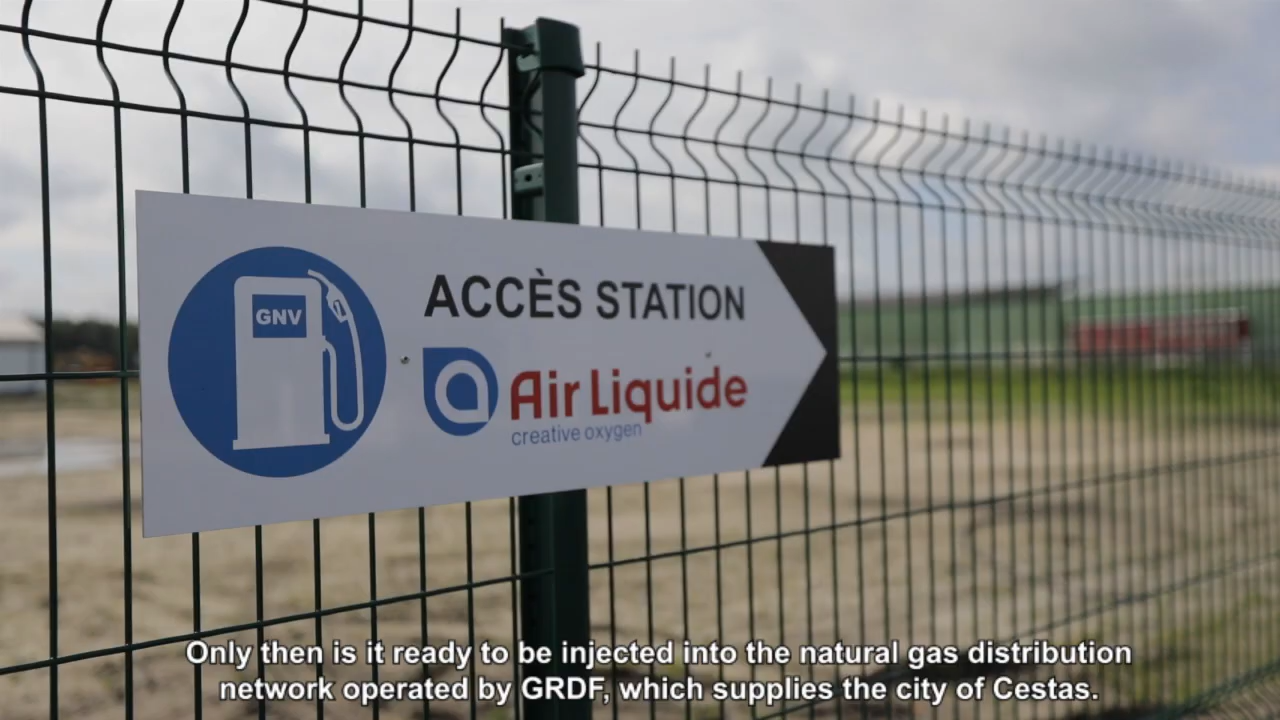 GNV
ACCÈS STATION
Air Liquide
creative oxygen
Only then is it ready to be injected into the natural gas distribution
network operated by GRDF, which supplies the city of Cestas.